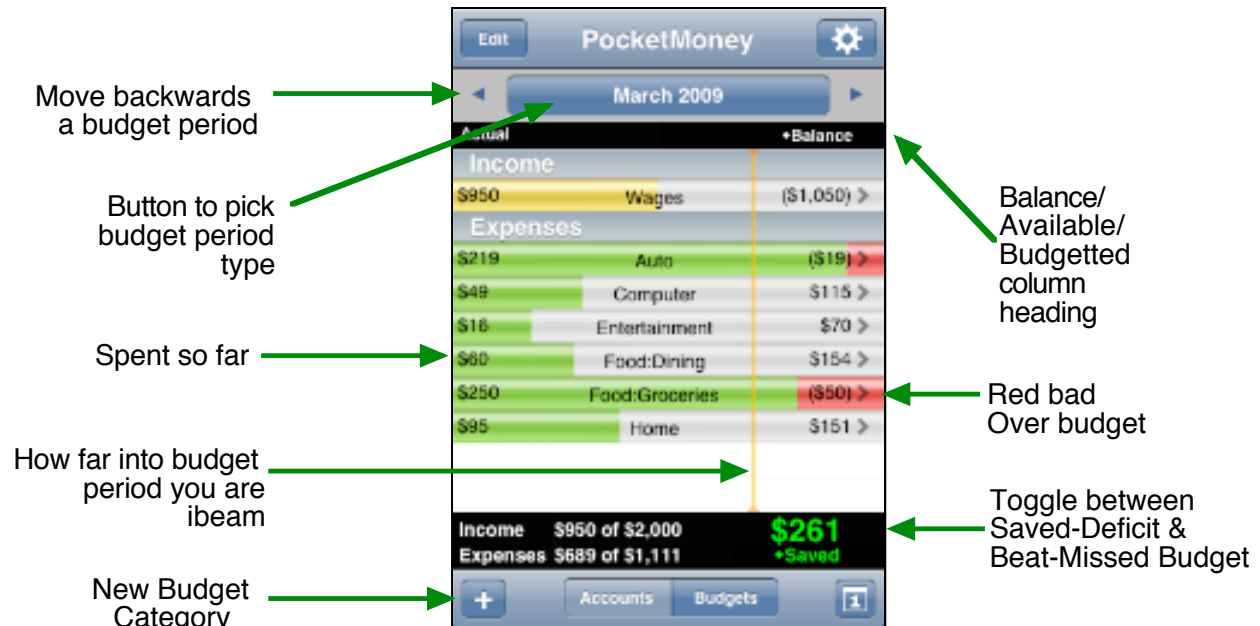 Edit PocketMoney
March 2009
Actual +Balance
Income
$950 Wages ($1,050)
Expenses
$219 Auto ($19)
$49 Computer $115
$16 Entertainment $70
$60 Food:Dining $154
$250 Food:Groceries ($50)
$95 Home $151
Income $950 of $2,000 $261
Expenses $689 of $1,111 +Saved
Accounts Budgets 1
Move backwards
a budget period
Button to pick
budget period
type
Spent so far
How far into budget
period you are
ibeam
New Budget
Category
Balance/
Available/
Budgetted
column
heading
Red bad
Over budget
Toggle between
Saved-Deficit &
Beat-Missed Budget